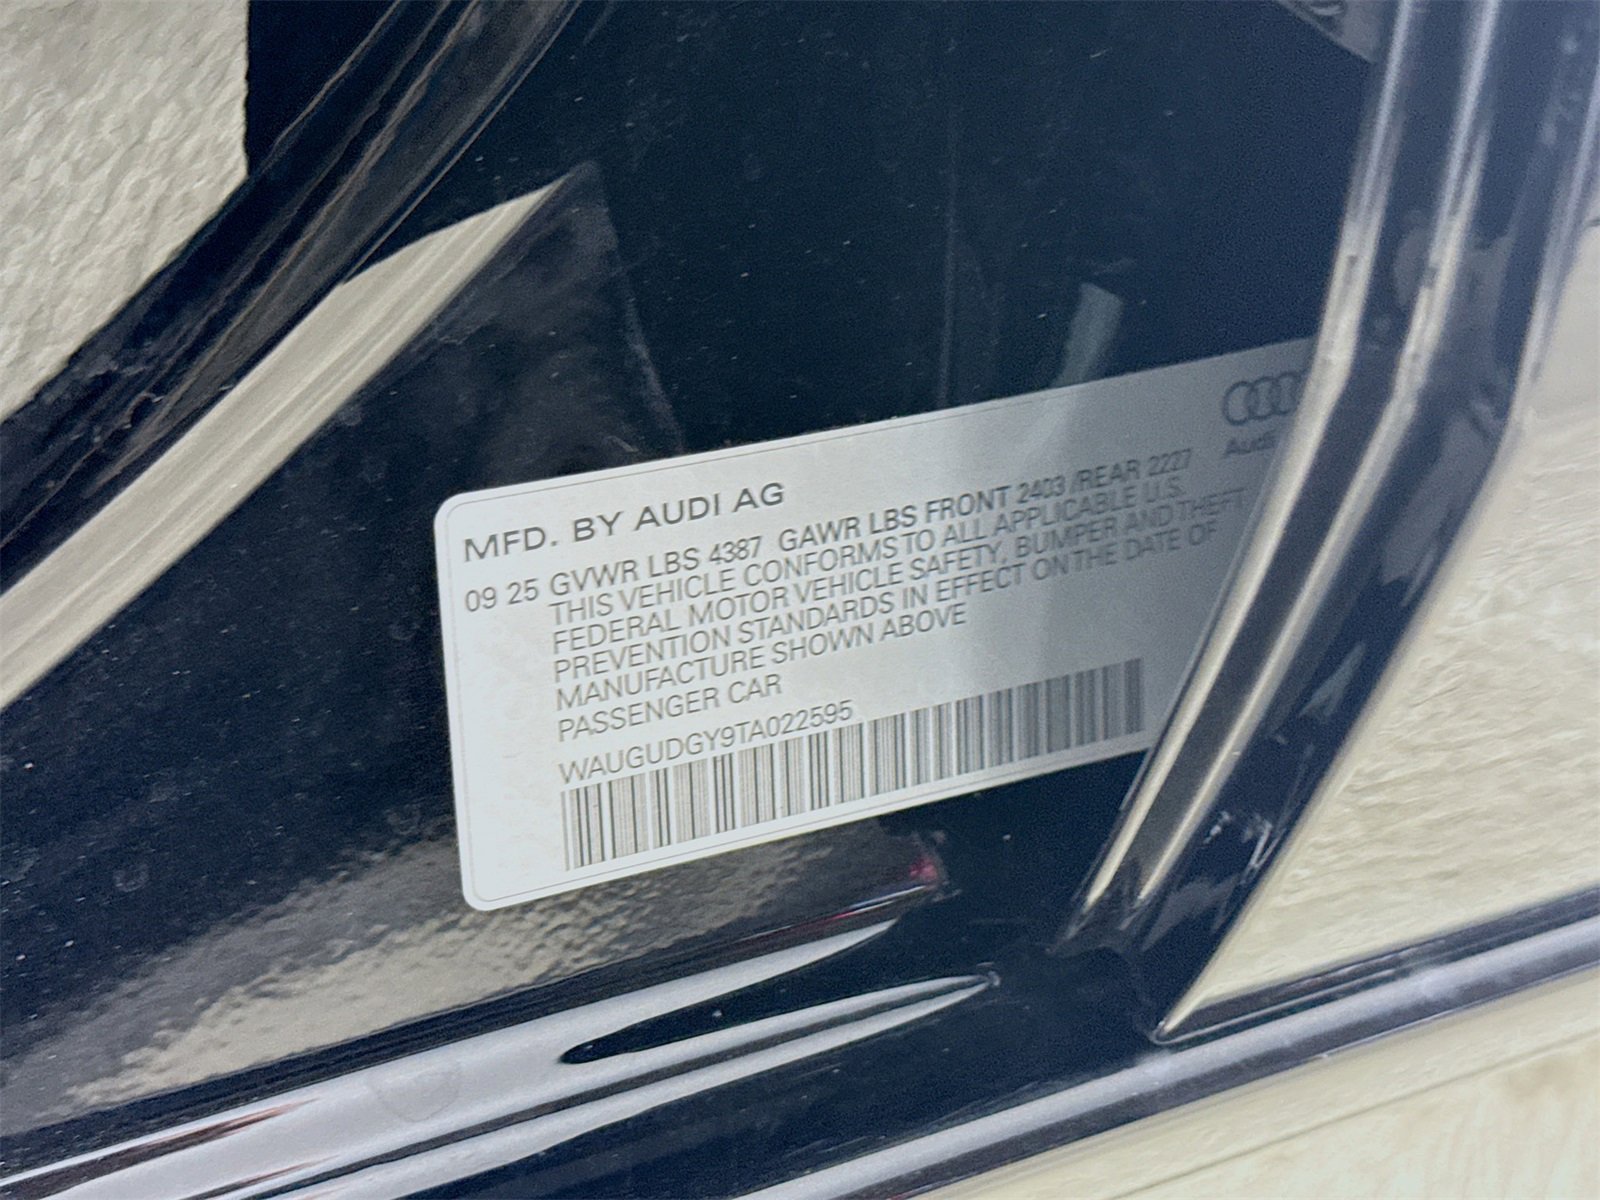 Audi
MFD. BY AUDI AG
09 25 GVWR LBS 4387 GAWR LBS FRONT 2403 /REAR 2227
THIS VEHICLE CONFORMS TO ALL APPLICABLE U.S.
FEDERAL MOTOR VEHICLE SAFETY, BUMPER AND THEFT
PREVENTION STANDARDS IN EFFECT ON THE DATE OF
MANUFACTURE SHOWN ABOVE
PASSENGER CAR
WAUGUDGY9TA022595